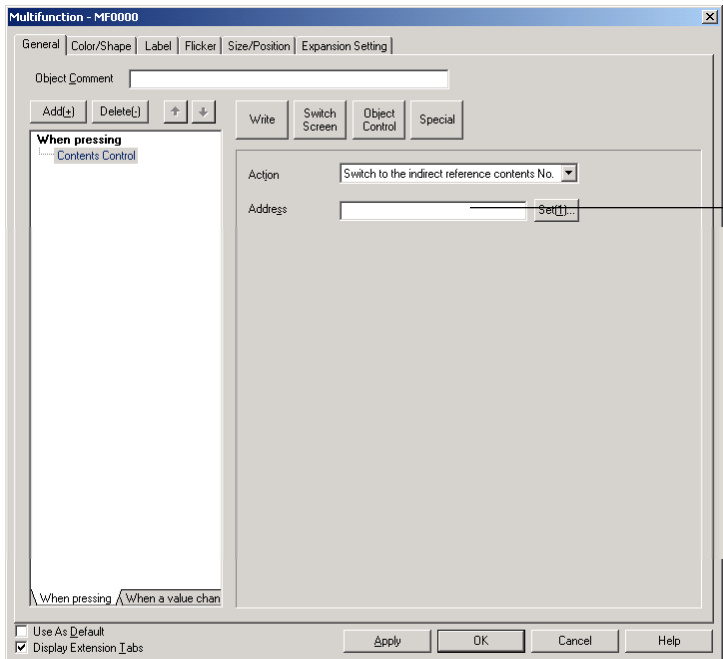 Multifunction - MF0000
General Color/Shape Label Flicker Size/Position Expansion Setting
Object Comment
Add(+) Delete(-)
Write Switch Screen Object Control Special
When pressing
Contents Control
Action Switch to the indirect reference contents No.
Address Set(1)...
When pressing When a value chan
Use As Default
Display Extension Tabs
Apply OK Cancel Help